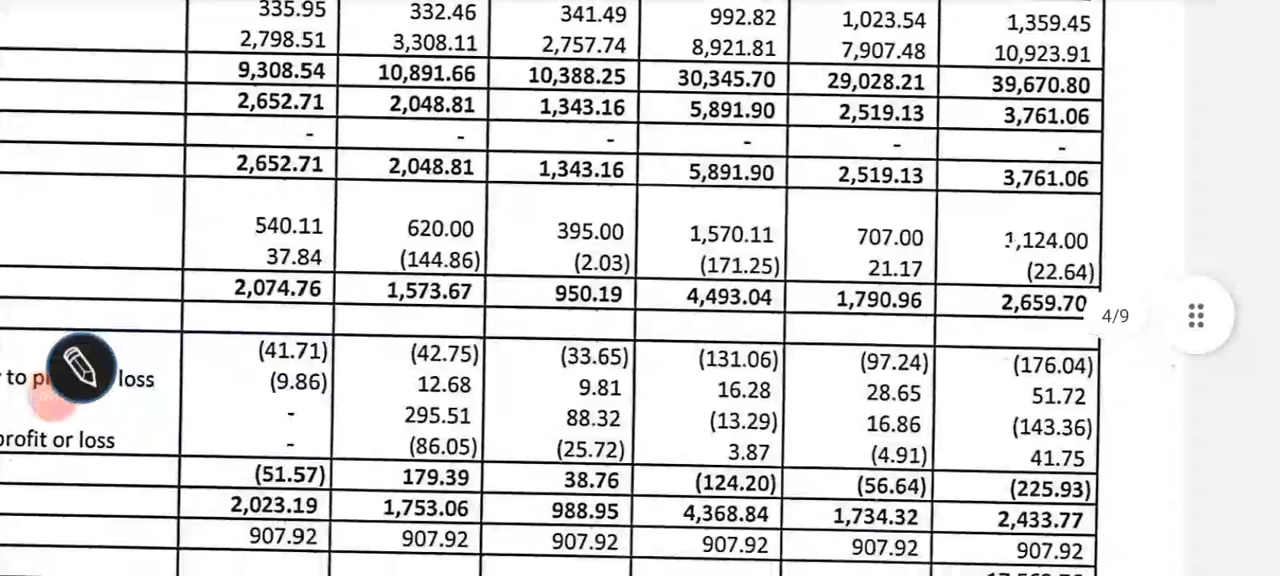 335.95 332.46 341.49 992.82 1,023.54 1,359.45
2,798.51 3,308.11 2,757.74 8,921.81 7,907.48 10,923.91
9,308.54 10,891.66 10,388.25 30,345.70 29,028.21 39,670.80
2,652.71 2,048.81 1,343.16 5,891.90 2,519.13 3,761.06
- - - - - -
2,652.71 2,048.81 1,343.16 5,891.90 2,519.13 3,761.06
540.11 620.00 395.00 1,570.11 707.00 1,124.00
37.84 (144.86) (2.03) (171.25) 21.17 (22.64)
2,074.76 1,573.67 950.19 4,493.04 1,790.96 2,659.70
4/9
(41.71) (42.75) (33.65) (131.06) (97.24) (176.04)
to loss (9.86) 12.68 9.81 16.28 28.65 51.72
- 295.51 88.32 (13.29) 16.86 (143.36)
profit or loss - (86.05) (25.72) 3.87 (4.91) 41.75
(51.57) 179.39 38.76 (124.20) (56.64) (225.93)
2,023.19 1,753.06 988.95 4,368.84 1,734.32 2,433.77
907.92 907.92 907.92 907.92 907.92 907.92